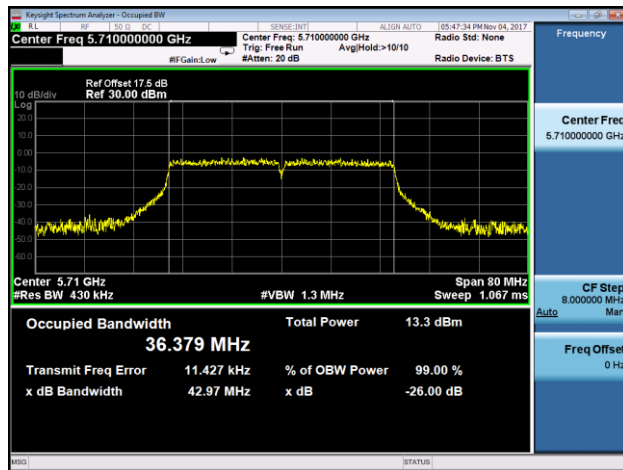 Keysight Spectrum Analyzer - Occupied BW
RL RF 50 Ω DC SENSE:INT ALIGN AUTO 05:47:34 PM Nov 04, 2017
Center Freq 5.710000000 GHz Center Freq: 5.710000000 GHz Radio Std: None Frequency
Trig: Free Run Avg|Hold:>10/10
#IFGain:Low #Atten: 20 dB Radio Device: BTS
Ref Offset 17.5 dB
10 dB/div Ref 30.00 dBm
Log
20.0
10.0
0.00
-10.0
-20.0
-30.0
-40.0
-50.0
-60.0
Center 5.71 GHz Span 80 MHz
#Res BW 430 kHz #VBW 1.3 MHz Sweep 1.067 ms
Occupied Bandwidth Total Power 13.3 dBm
36.379 MHz
Transmit Freq Error 11.427 kHz % of OBW Power 99.00 %
x dB Bandwidth 42.97 MHz x dB -26.00 dB
Center Freq
5.710000000 GHz
CF Step
8.000000 MHz
Auto Man
Freq Offset
0 Hz
MSG STATUS